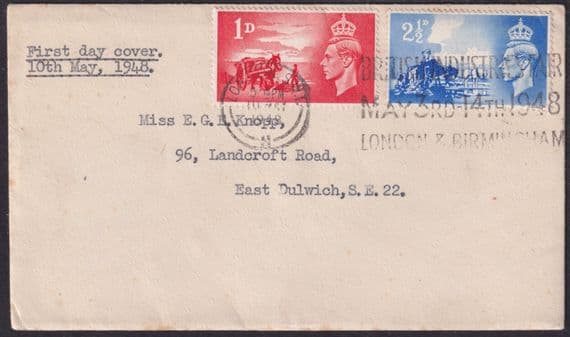 First day cover.
10th May, 1948.
1D
2½D
BRITISH INDUSTRIES FAIR
MAY 3RD-14TH 1948
LONDON & BIRMINGHAM
1948
Miss E. G. E. Knopp,
96, Landcroft Road,
East Dulwich, S.E. 22.